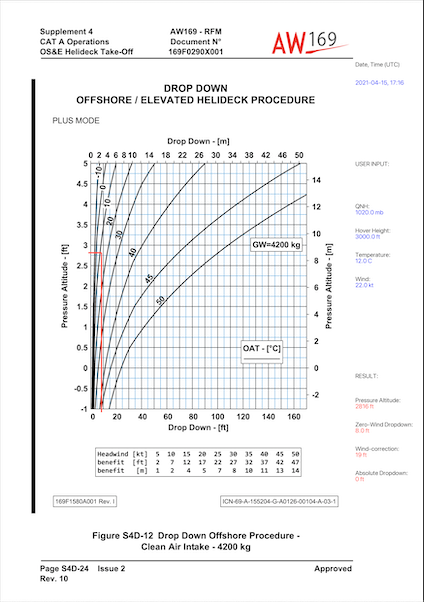 Supplement 4
CAT A Operations
OS&E Helideck Take-Off
AW169 - RFM
Document N°
169F0290X001
AW169
Date, Time (UTC)
2021-04-15, 17:16
DROP DOWN
OFFSHORE / ELEVATED HELIDECK PROCEDURE
PLUS MODE
Drop Down - [m]
0 2 4 6 8 10 14 18 22 26 30 34 38 42 46 50
5
4.5
4
3.5
3
2.5
2
1.5
1
0.5
0
-0.5
-1
Pressure Altitude - [ft]
-10
0
10
20
30
40
45
50
GW=4200 kg
OAT - [°C]
14
12
10
8
6
4
2
0
-2
Pressure Altitude - [m]
0 20 40 60 80 100 120 140 160
Drop Down - [ft]
Headwind [kt] 5 10 15 20 25 30 35 40 45 50
benefit [ft] 2 7 12 17 22 27 32 37 42 47
benefit [m] 1 2 4 5 7 8 10 11 13 14
169F1580A001 Rev. I
ICN-69-A-155204-G-A0126-00104-A-03-1
Figure S4D-12 Drop Down Offshore Procedure -
Clean Air Intake - 4200 kg
Page S4D-24 Issue 2
Rev. 10
Approved
USER INPUT:
QNH:
1020.0 mb
Hover Height:
3000.0 ft
Temperature:
12.0 C
Wind:
22.0 kt
RESULT:
Pressure Altitude:
2816 ft
Zero-Wind Dropdown:
8.0 ft
Wind-correction:
19 ft
Absolute Dropdown:
0 ft